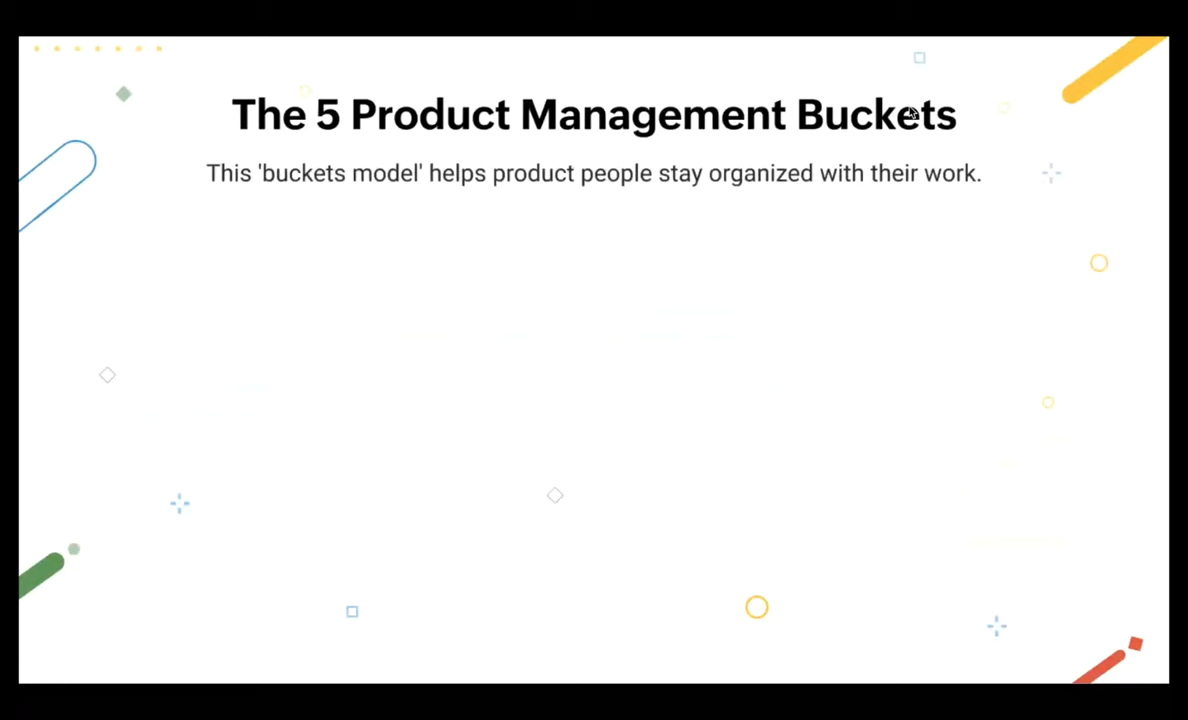 The 5 Product Management Buckets
This 'buckets model' helps product people stay organized with their work.